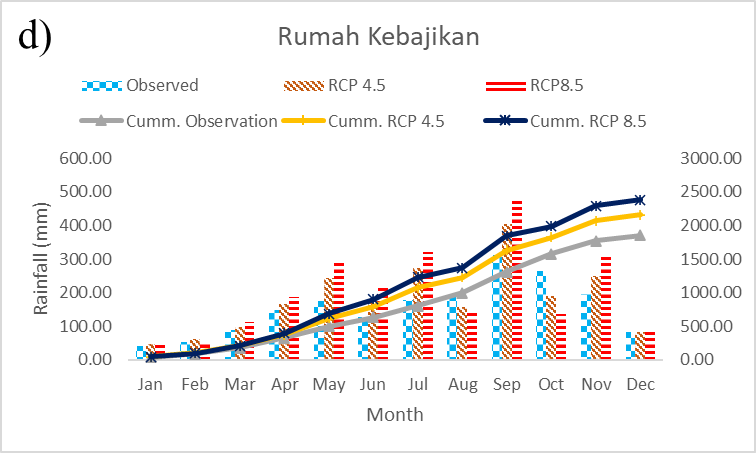 d)
Rumah Kebajikan
Observed RCP 4.5 RCP8.5
Cumm. Observation Cumm. RCP 4.5 Cumm. RCP 8.5
600.00 3000.00
500.00 2500.00
400.00 2000.00
300.00 1500.00
200.00 1000.00
100.00 500.00
0.00 0.00
Rainfall (mm)
Jan Feb Mar Apr May Jun Jul Aug Sep Oct Nov Dec
Month